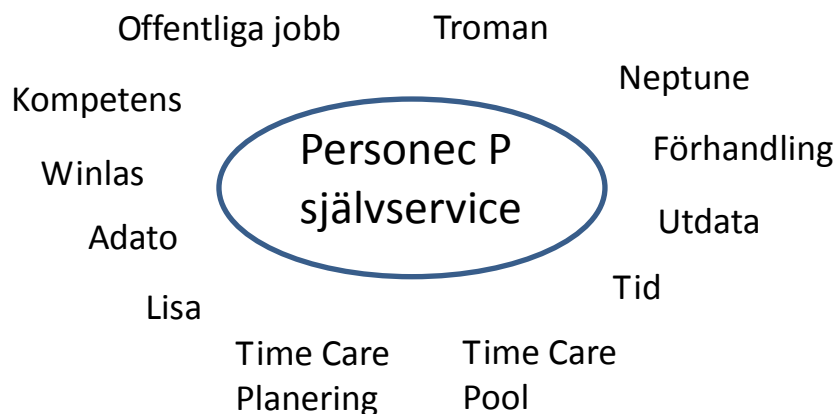 Offentliga jobb
Troman
Neptune
Kompetens
Personec P
självservice
Förhandling
Winlas
Utdata
Adato
Tid
Lisa
Time Care
Planering
Time Care
Pool